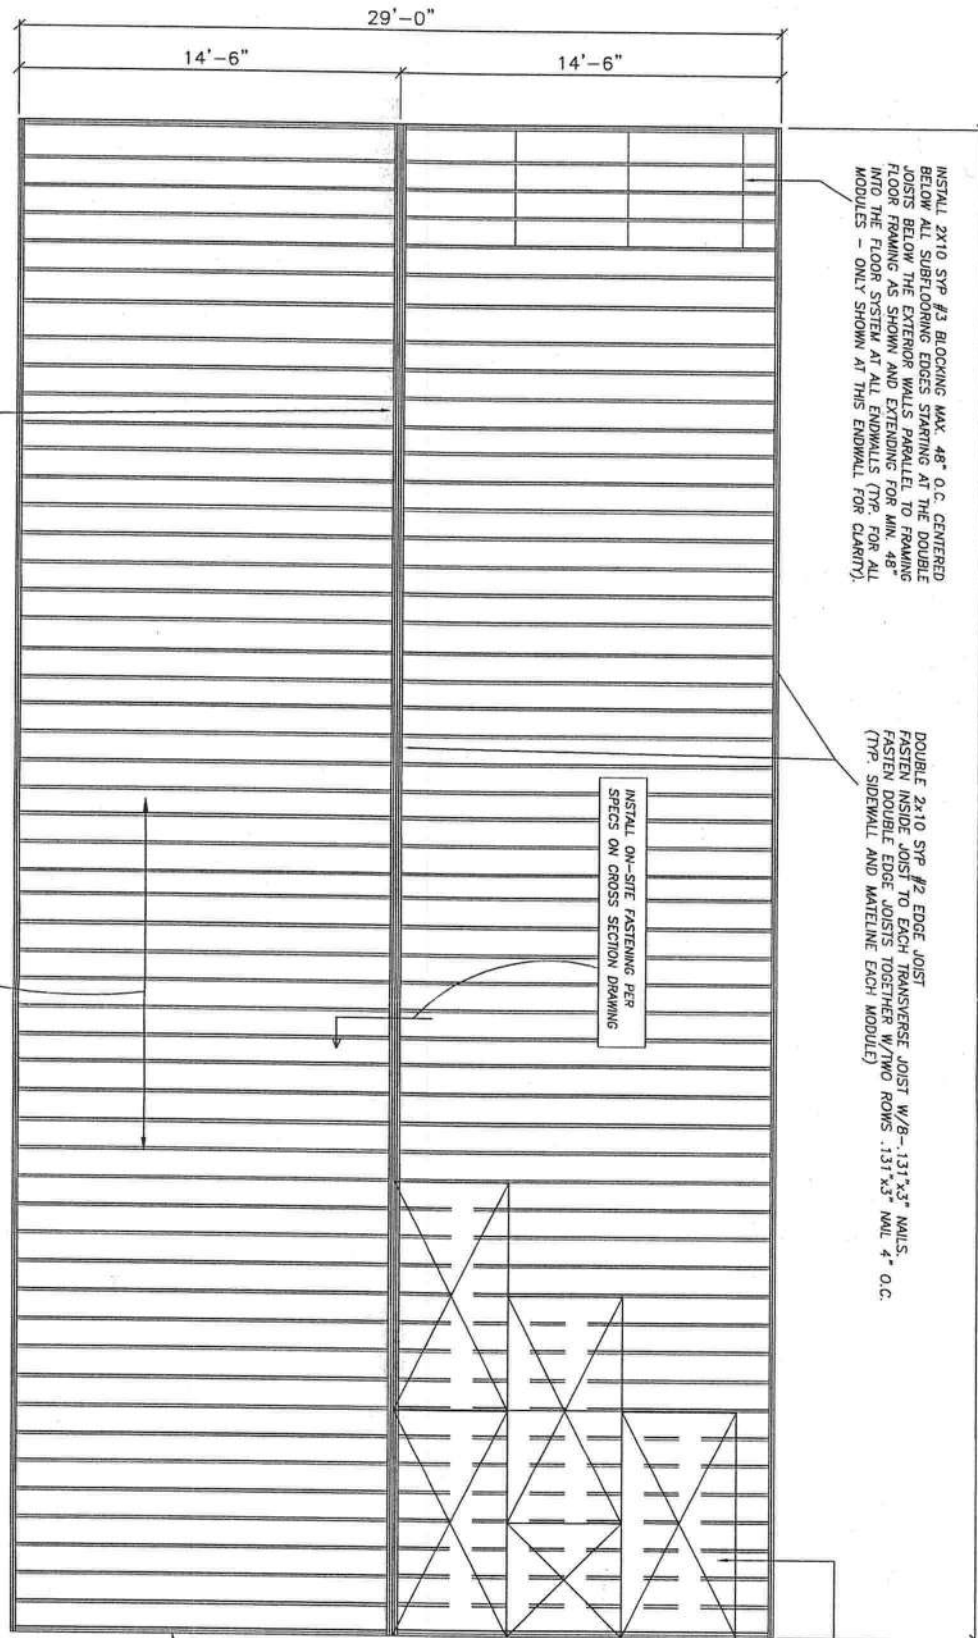 29'-0"
14'-6"
14'-6"
INSTALL 2X10 SYP #3 BLOCKING MAX. 48" O.C. CENTERED
BELOW ALL SUBFLOORING EDGES STARTING AT THE DOUBLE
JOISTS BELOW THE EXTERIOR WALLS PARALLEL TO FRAMING
FLOOR FRAMING AS SHOWN AND EXTENDING FOR MIN. 48"
INTO THE FLOOR SYSTEM AT ALL ENDWALLS (TYP. FOR ALL
MODULES - ONLY SHOWN AT THIS ENDWALL FOR CLARITY).
DOUBLE 2x10 SYP #2 EDGE JOIST
FASTEN INSIDE JOIST TO EACH TRANSVERSE JOIST W/8-.131"x3" NAILS.
FASTEN DOUBLE EDGE JOISTS TOGETHER W/TWO ROWS .131"x3" NAIL 4" O.C.
(TYP. SIDEWALL AND MATELINE EACH MODULE)
INSTALL ON-SITE FASTENING PER
SPECS ON CROSS SECTION DRAWING